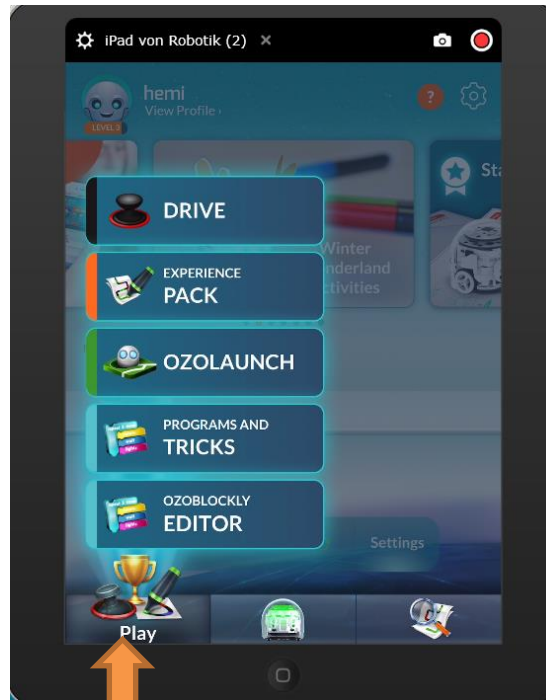 iPad von Robotik (2)
hemi
View Profile
LEVEL 3
?
Sta
DRIVE
Winter
nderland
ctivities
EXPERIENCE
PACK
OZOLAUNCH
PROGRAMS AND
TRICKS
OZOBLOCKLY
EDITOR
Settings
Play